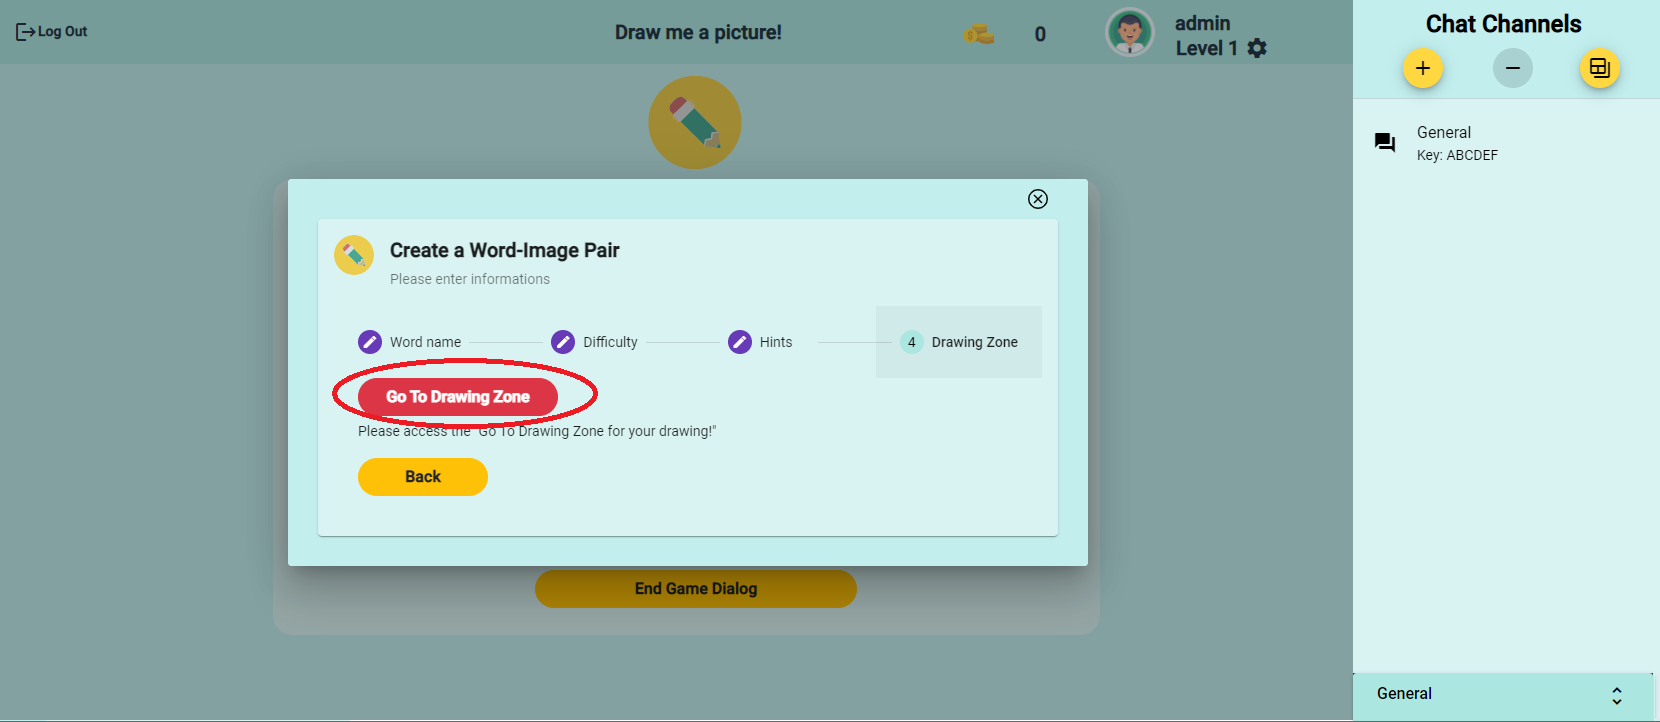 Log Out
Draw me a picture!
0
admin
Level 1
Create a Word-Image Pair
Please enter informations
Word name
Difficulty
Hints
4 Drawing Zone
Go To Drawing Zone
Please access the "Go To Drawing Zone for your drawing!"
Back
End Game Dialog
Chat Channels
General
Key: ABCDEF
General